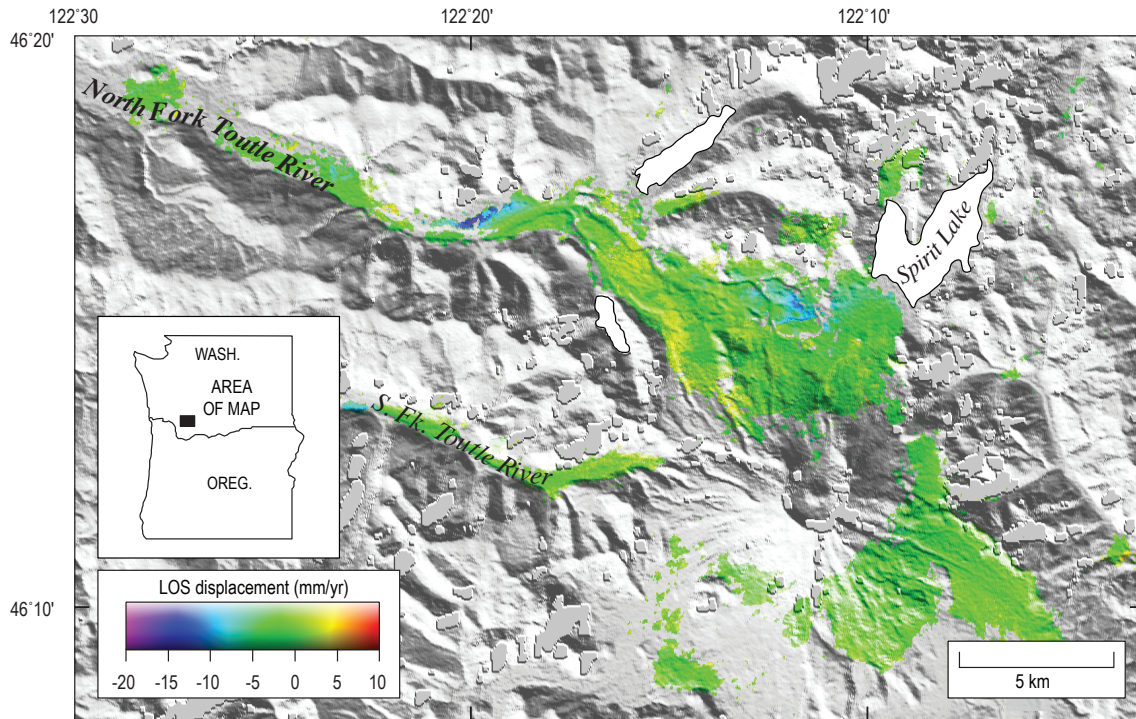 122°30' 122°20' 122°10'
46°20'
North Fork Toutle River
Spirit Lake
WASH.
AREA
OF MAP
OREG.
S. Fk. Toutle River
46°10'
LOS displacement (mm/yr)
-20 -15 -10 -5 0 5 10
5 km